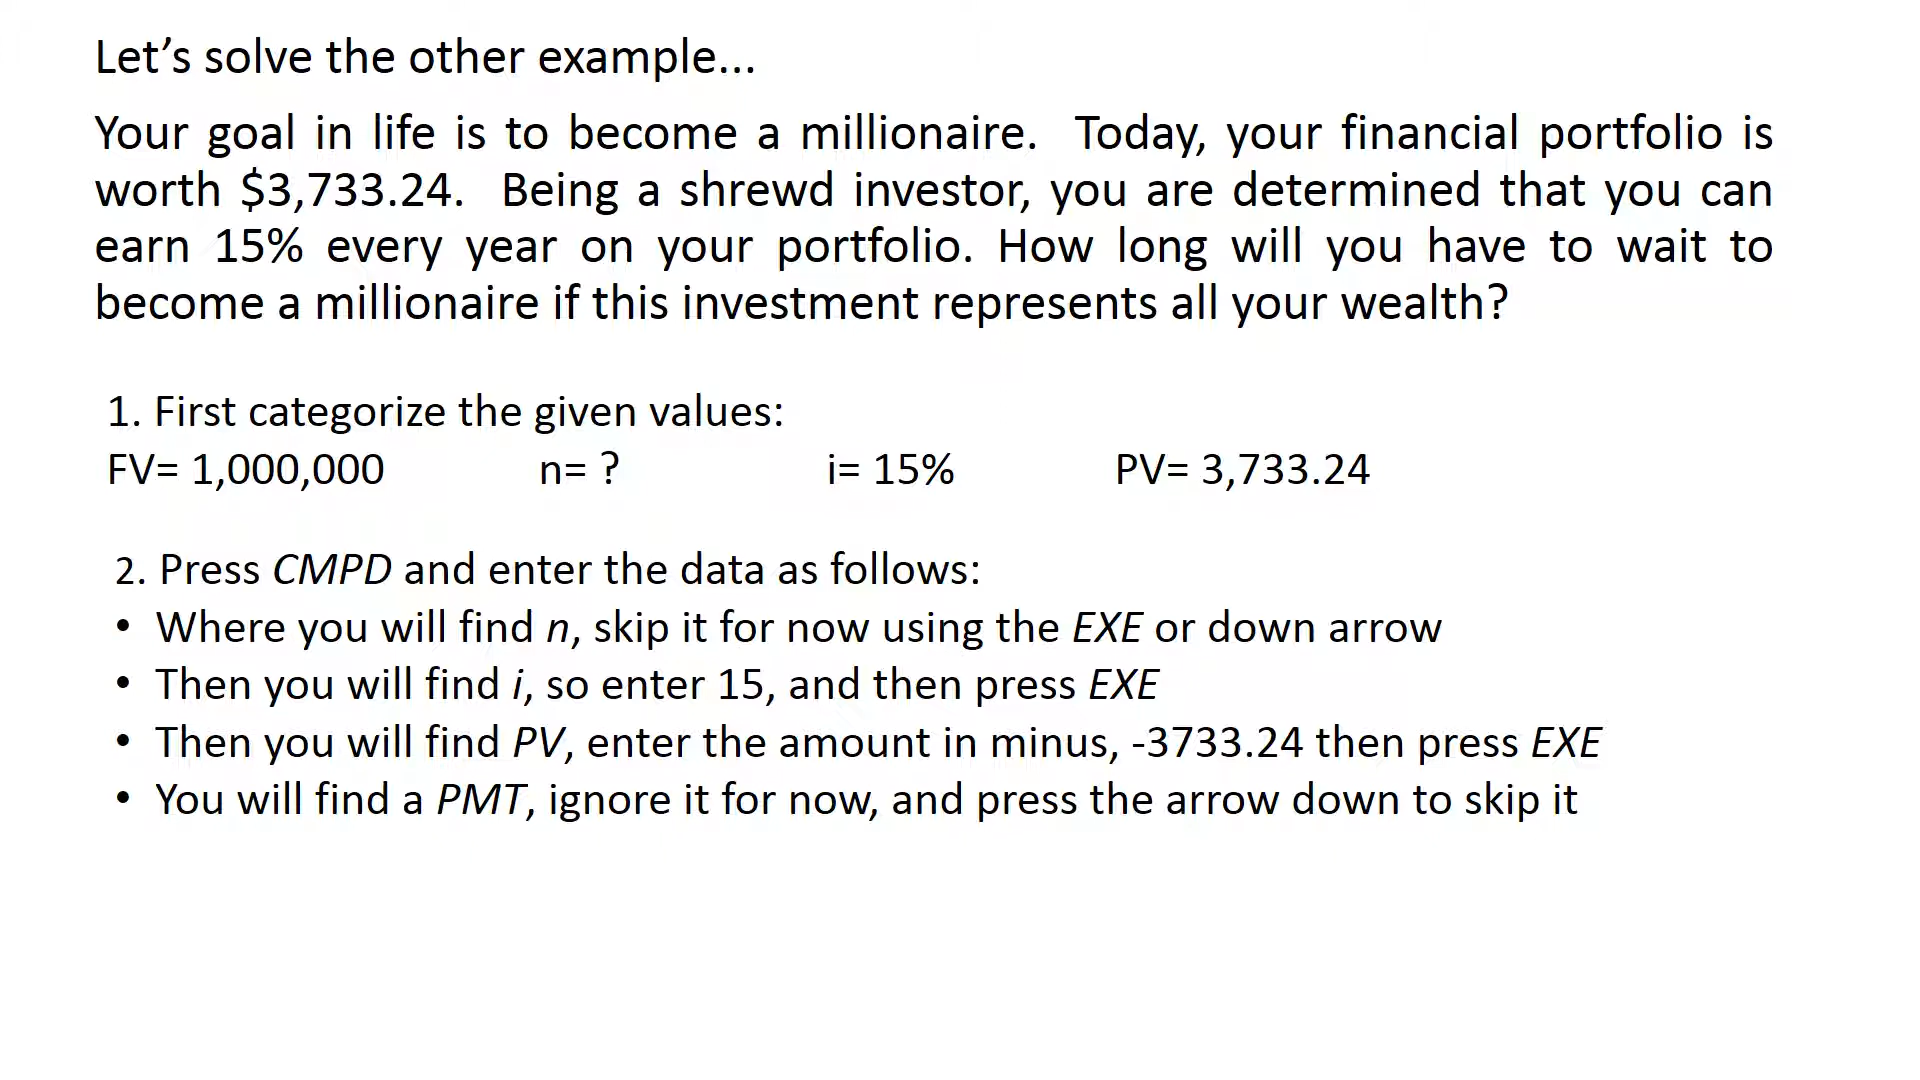 Let’s solve the other example...
Your goal in life is to become a millionaire. Today, your financial portfolio is
worth $3,733.24. Being a shrewd investor, you are determined that you can
earn 15% every year on your portfolio. How long will you have to wait to
become a millionaire if this investment represents all your wealth?
1. First categorize the given values:
FV= 1,000,000 n= ? i= 15% PV= 3,733.24
2. Press CMPD and enter the data as follows:
• Where you will find n, skip it for now using the EXE or down arrow
• Then you will find i, so enter 15, and then press EXE
• Then you will find PV, enter the amount in minus, -3733.24 then press EXE
• You will find a PMT, ignore it for now, and press the arrow down to skip it